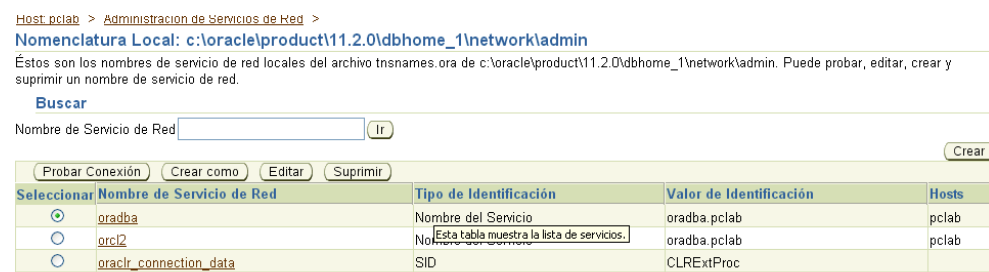 Host: pclab > Administración de Servicios de Red >
Nomenclatura Local: c:\oracle\product\11.2.0\dbhome_1\network\admin
Éstos son los nombres de servicio de red locales del archivo tnsnames.ora de c:\oracle\product\11.2.0\dbhome_1\network\admin. Puede probar, editar, crear y
suprimir un nombre de servicio de red.
Buscar
Nombre de Servicio de Red Ir
Crear
Probar Conexión Crear como Editar Suprimir
Seleccionar Nombre de Servicio de Red Tipo de Identificación Valor de Identificación Hosts
oradba Nombre del Servicio oradba.pclab pclab
Esta tabla muestra la lista de servicios.
orcl2 oradba.pclab pclab
oraclr_connection_data SID CLRExtProc